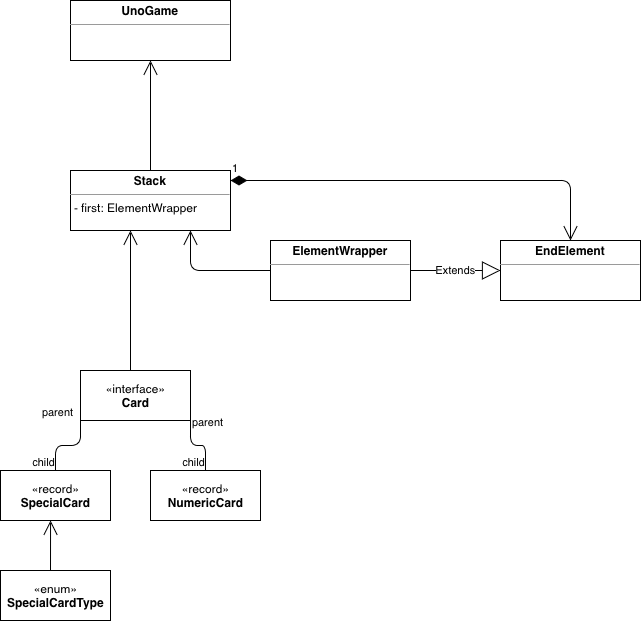 UnoGame
1
Stack
- first: ElementWrapper
ElementWrapper
Extends
EndElement
«interface»
Card
parent
parent
child
child
«record»
SpecialCard
«record»
NumericCard
«enum»
SpecialCardType